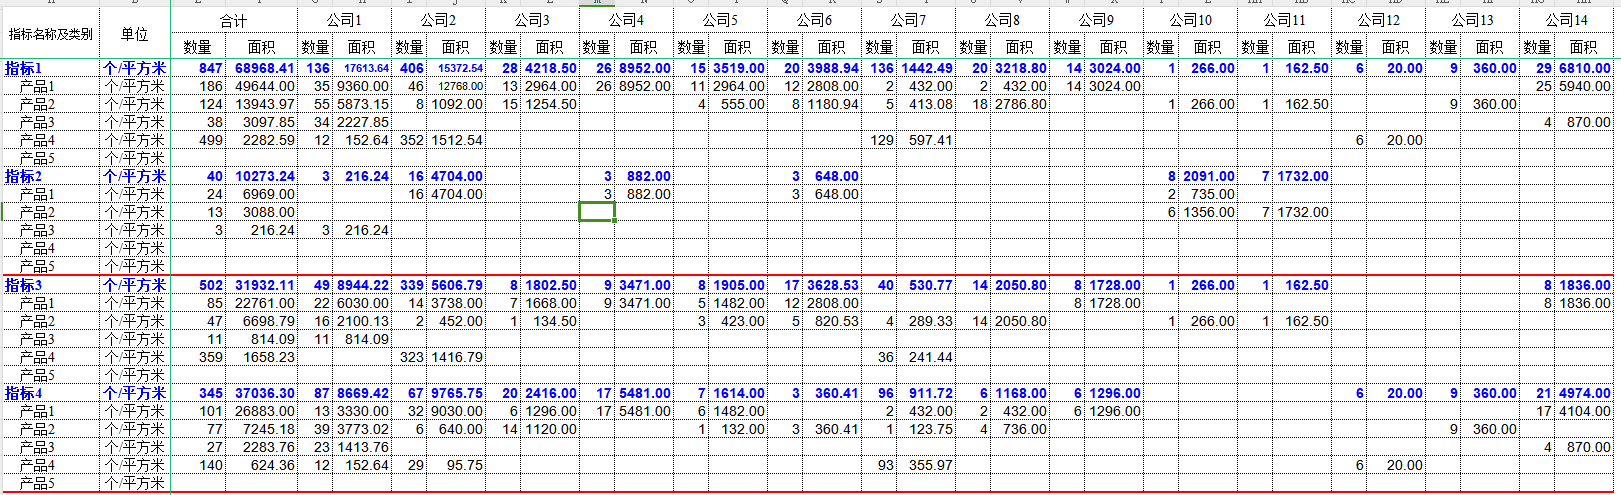 合计 公司1 公司2 公司3 公司4 公司5 公司6 公司7 公司8 公司9 公司10 公司11 公司12 公司13 公司14
指标名称及类别 单位
数量 面积 数量 面积 数量 面积 数量 面积 数量 面积 数量 面积 数量 面积 数量 面积 数量 面积 数量 面积 数量 面积 数量 面积 数量 面积 数量 面积 数量 面积
指标1 个/平方米 847 68968.41 136 17613.64 406 15372.54 28 4218.50 26 8952.00 15 3519.00 20 3988.94 136 1442.49 20 3218.80 14 3024.00 1 266.00 1 162.50 6 20.00 9 360.00 29 6810.00
产品1 个/平方米 186 49644.00 35 9360.00 46 12768.00 13 2964.00 26 8952.00 11 2964.00 12 2808.00 2 432.00 2 432.00 14 3024.00 25 5940.00
产品2 个/平方米 124 13943.97 55 5873.15 8 1092.00 15 1254.50 4 555.00 8 1180.94 5 413.08 18 2786.80 1 266.00 1 162.50 9 360.00
产品3 个/平方米 38 3097.85 34 2227.85 4 870.00
产品4 个/平方米 499 2282.59 12 152.64 352 1512.54 129 597.41 6 20.00
产品5 个/平方米
指标2 个/平方米 40 10273.24 3 216.24 16 4704.00 3 882.00 3 648.00 8 2091.00 7 1732.00
产品1 个/平方米 24 6969.00 16 4704.00 3 882.00 3 648.00 2 735.00
产品2 个/平方米 13 3088.00 6 1356.00 7 1732.00
产品3 个/平方米 3 216.24 3 216.24
产品4 个/平方米
产品5 个/平方米
指标3 个/平方米 502 31932.11 49 8944.22 339 5606.79 8 1802.50 9 3471.00 8 1905.00 17 3628.53 40 530.77 14 2050.80 8 1728.00 1 266.00 1 162.50 8 1836.00
产品1 个/平方米 85 22761.00 22 6030.00 14 3738.00 7 1668.00 9 3471.00 5 1482.00 12 2808.00 8 1728.00 8 1836.00
产品2 个/平方米 47 6698.79 16 2100.13 2 452.00 1 134.50 3 423.00 5 820.53 4 289.33 14 2050.80 1 266.00 1 162.50
产品3 个/平方米 11 814.09 11 814.09
产品4 个/平方米 359 1658.23 323 1416.79 36 241.44
产品5 个/平方米
指标4 个/平方米 345 37036.30 87 8669.42 67 9765.75 20 2416.00 17 5481.00 7 1614.00 3 360.41 96 911.72 6 1168.00 6 1296.00 6 20.00 9 360.00 21 4974.00
产品1 个/平方米 101 26883.00 13 3330.00 32 9030.00 6 1296.00 17 5481.00 6 1482.00 2 432.00 2 432.00 6 1296.00 17 4104.00
产品2 个/平方米 77 7245.18 39 3773.02 6 640.00 14 1120.00 1 132.00 3 360.41 1 123.75 4 736.00 9 360.00
产品3 个/平方米 27 2283.76 23 1413.76 4 870.00
产品4 个/平方米 140 624.36 12 152.64 29 95.75 93 355.97 6 20.00
产品5 个/平方米